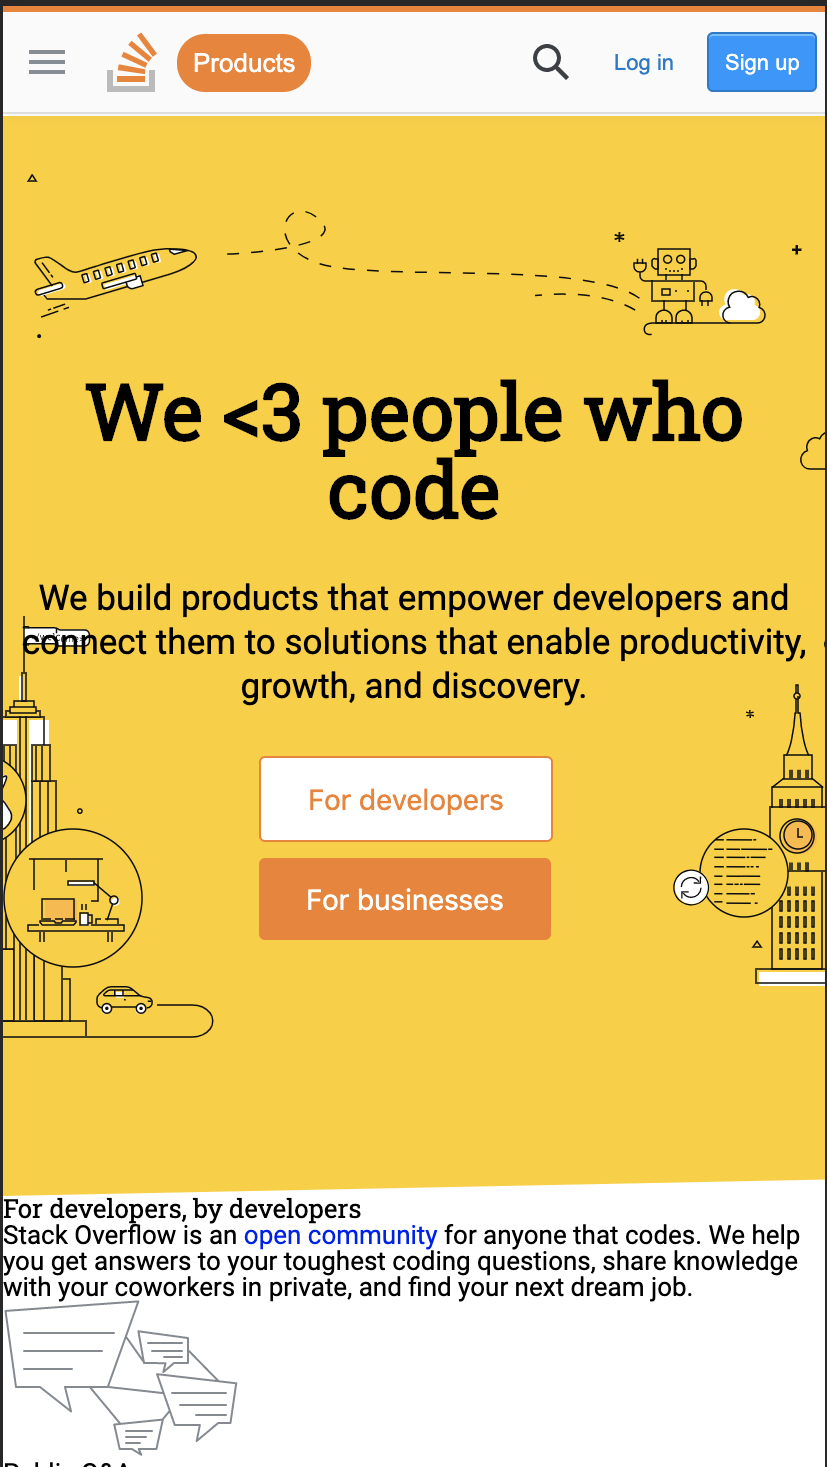 Products
Log in
Sign up
We <3 people who
code
We build products that empower developers and
connect them to solutions that enable productivity,
growth, and discovery.
For developers
For businesses
For developers, by developers
Stack Overflow is an open community for anyone that codes. We help
you get answers to your toughest coding questions, share knowledge
with your coworkers in private, and find your next dream job.